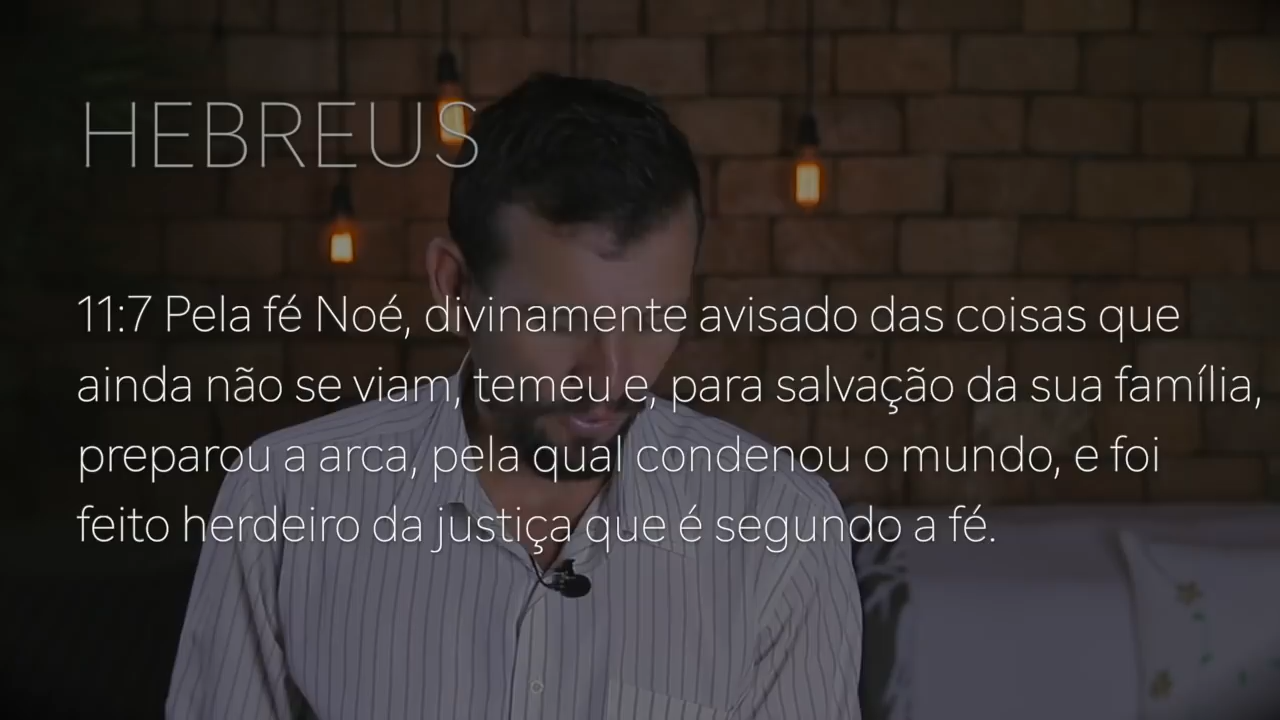 HEBREUS
11:7 Pela fé Noé, divinamente avisado das coisas que
ainda não se viam, temeu e, para salvação da sua família,
preparou a arca, pela qual condenou o mundo, e foi
feito herdeiro da justiça que é segundo a fé.